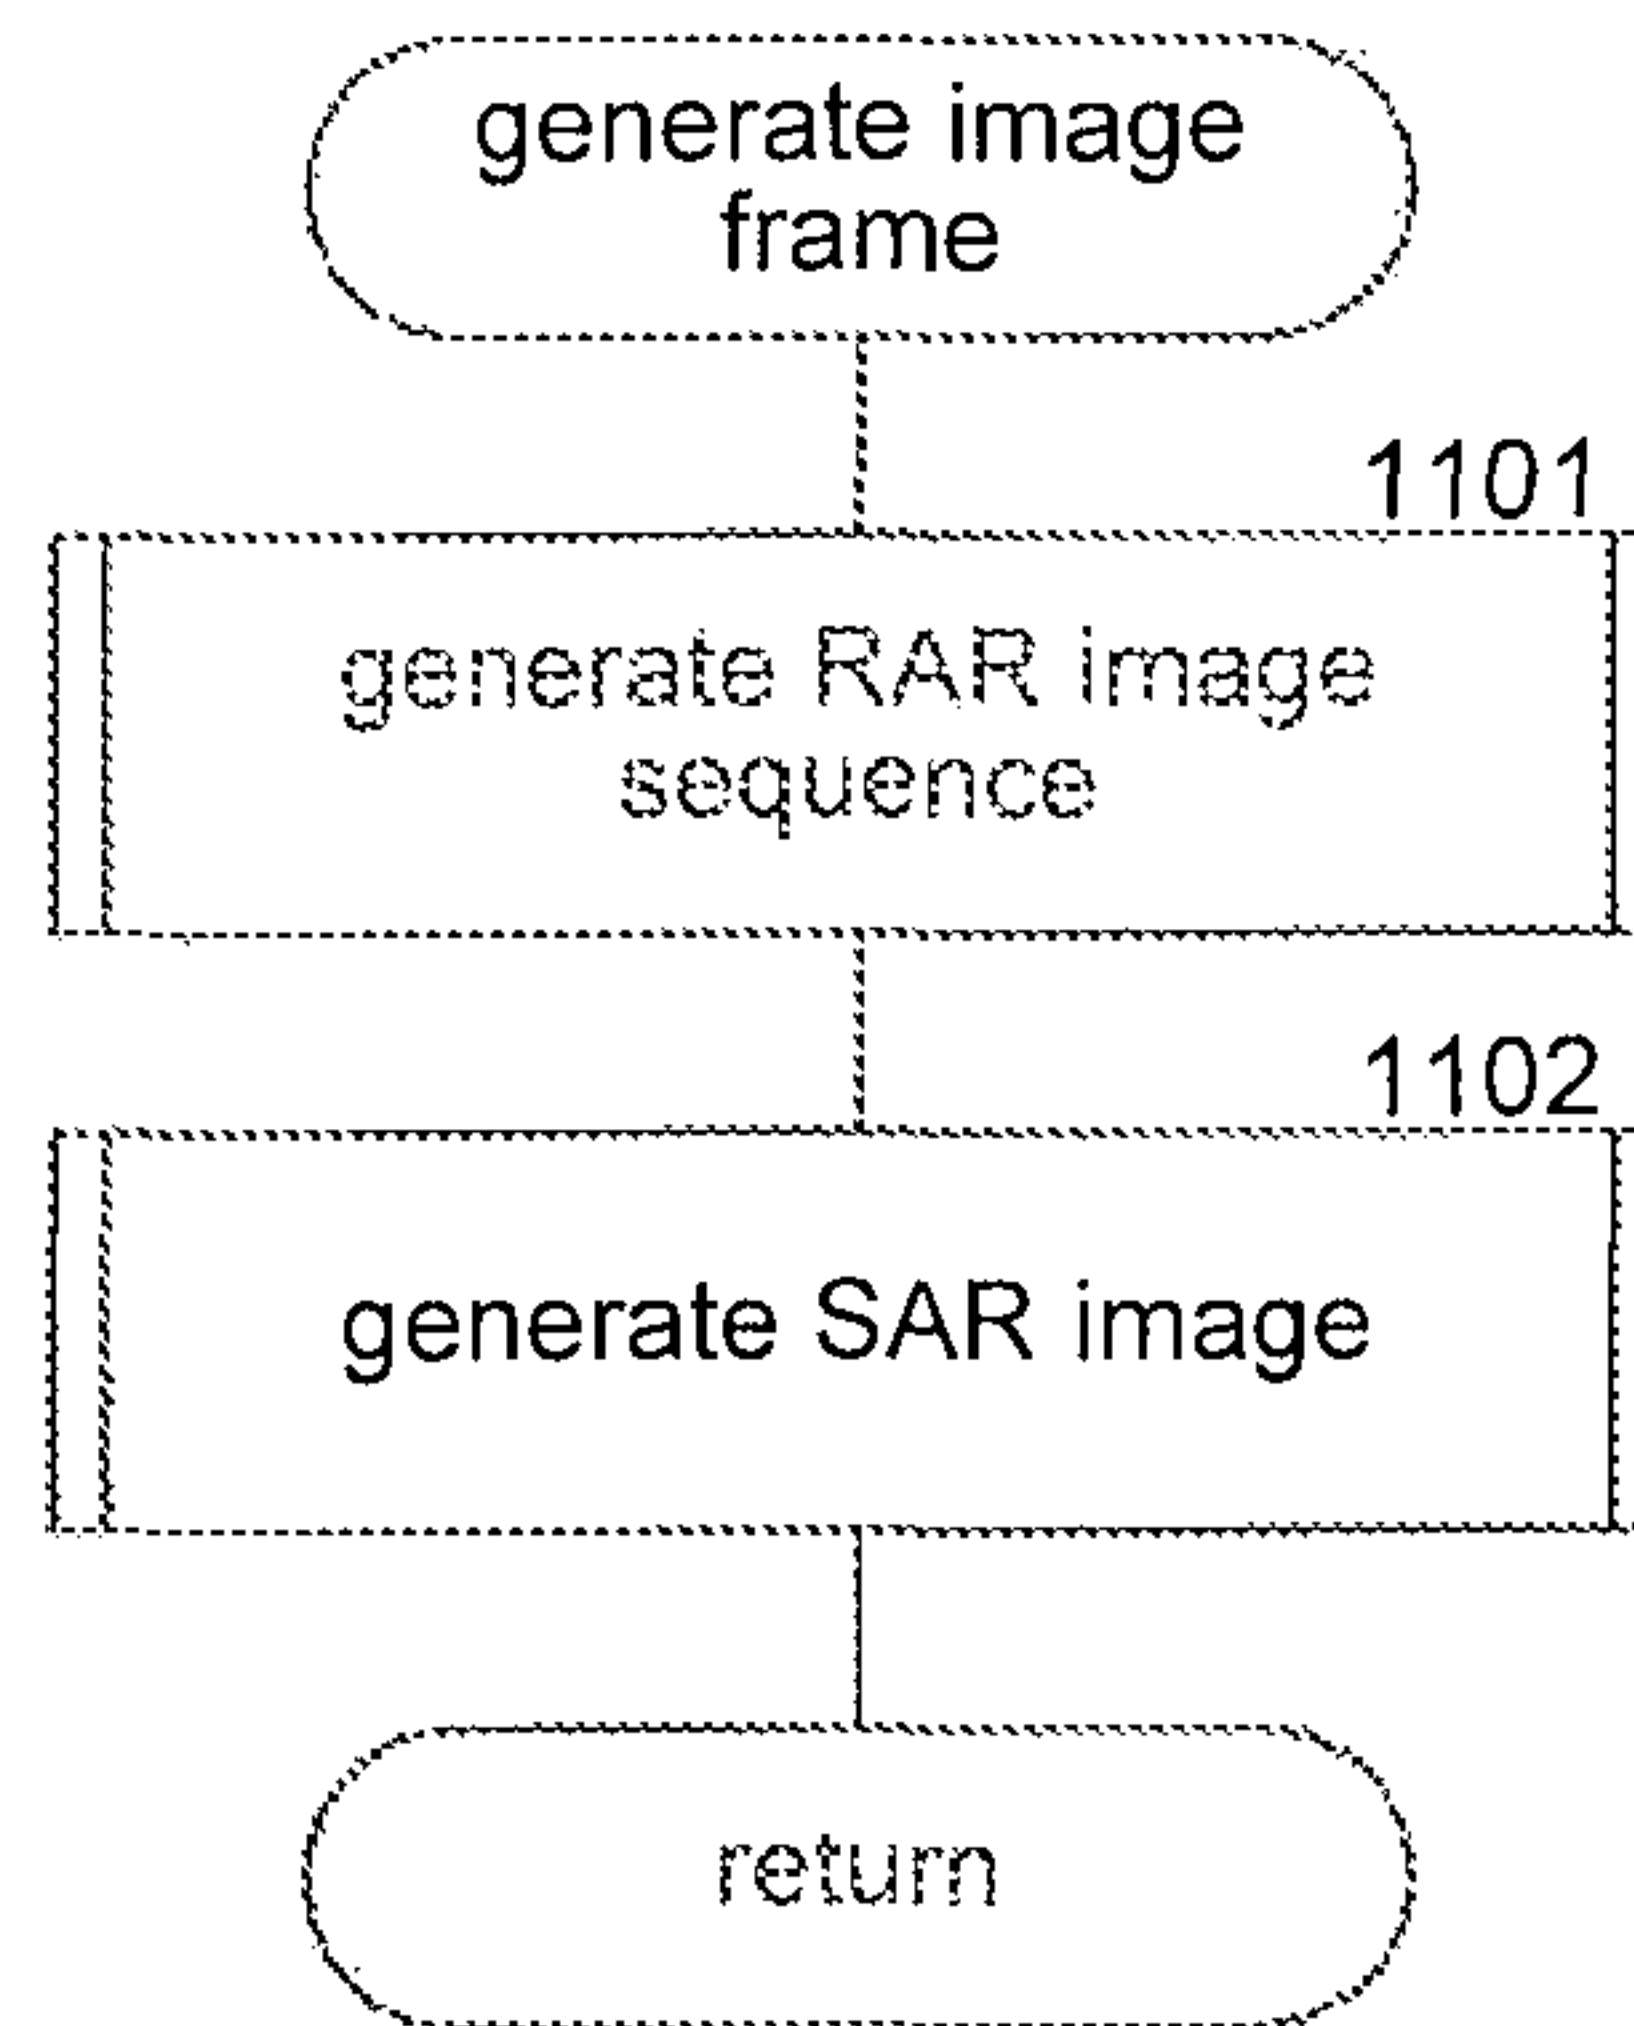 generate image
frame
1101
generate RAR image
sequence
1102
generate SAR image
return